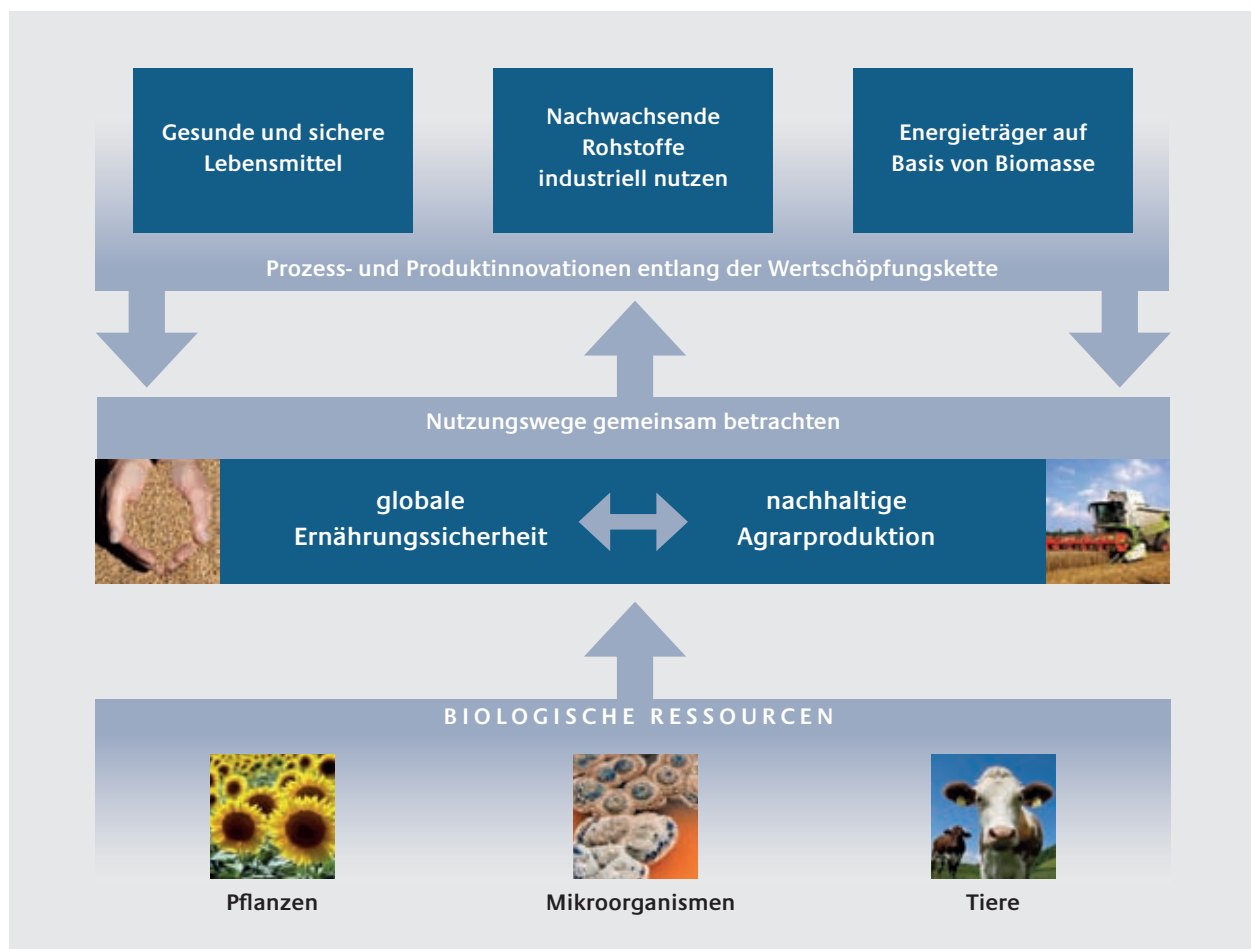 Gesunde und sichere
Lebensmittel
Nachwachsende
Rohstoffe
industriell nutzen
Energieträger auf
Basis von Biomasse
Prozess- und Produktinnovationen entlang der Wertschöpfungskette
Nutzungswege gemeinsam betrachten
globale
Ernährungssicherheit
nachhaltige
Agrarproduktion
BIOLOGISCHE RESSOURCEN
Pflanzen
Mikroorganismen
Tiere